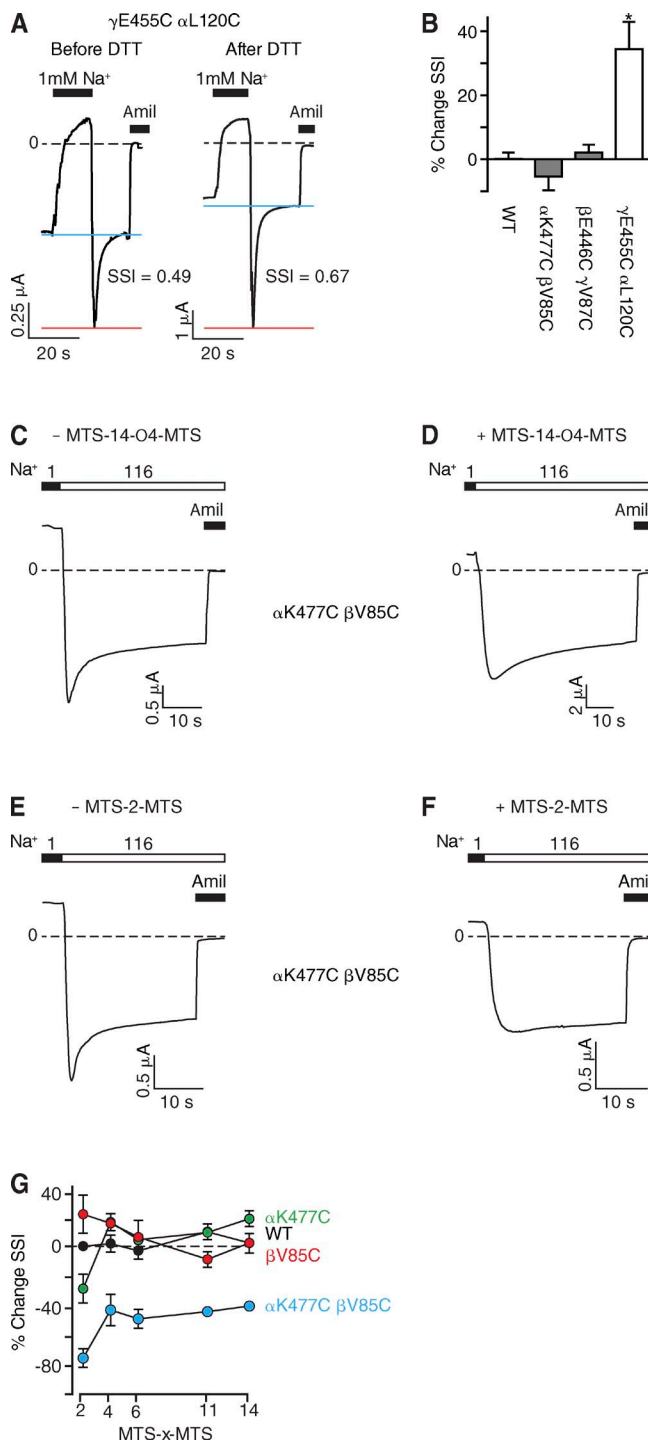 A
γE455C αL120C
Before DTT
After DTT
1mM Na⁺
1mM Na⁺
Amil
Amil
0
SSI = 0.49
SSI = 0.67
0.25 µA
20 s
1 µA
20 s
B
% Change SSI
40
20
0
*
WT
αK477C βV85C
βE446C γV87C
γE455C αL120C
C
– MTS-14-O4-MTS
Na⁺ 1 116
Amil
0
0.5 µA
10 s
αK477C βV85C
D
+ MTS-14-O4-MTS
Na⁺ 1 116
Amil
0
2 µA
10 s
E
– MTS-2-MTS
Na⁺ 1 116
Amil
0
0.5 µA
10 s
αK477C βV85C
F
+ MTS-2-MTS
Na⁺ 1 116
Amil
0
0.5 µA
10 s
G
% Change SSI
40
0
-40
-80
αK477C
WT
βV85C
αK477C βV85C
2 4 6 11 14
MTS-x-MTS